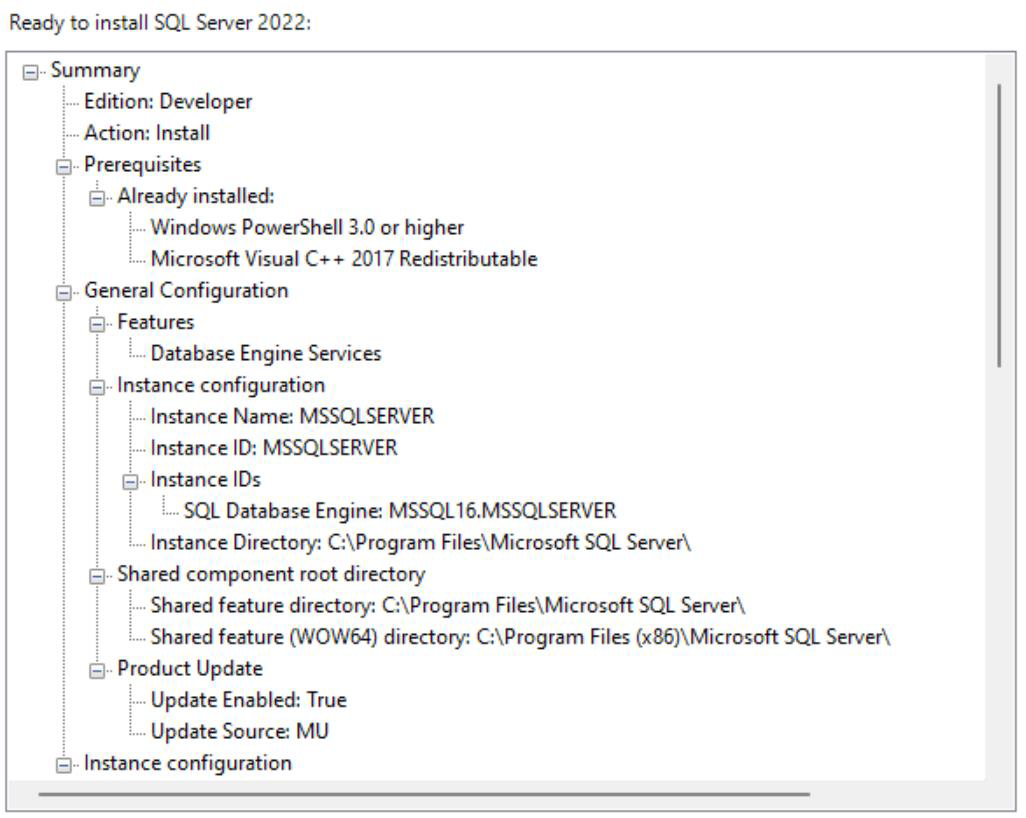 Ready to install SQL Server 2022:
Summary
Edition: Developer
Action: Install
Prerequisites
Already installed:
Windows PowerShell 3.0 or higher
Microsoft Visual C++ 2017 Redistributable
General Configuration
Features
Database Engine Services
Instance configuration
Instance Name: MSSQLSERVER
Instance ID: MSSQLSERVER
Instance IDs
SQL Database Engine: MSSQL16.MSSQLSERVER
Instance Directory: C:\Program Files\Microsoft SQL Server\
Shared component root directory
Shared feature directory: C:\Program Files\Microsoft SQL Server\
Shared feature (WOW64) directory: C:\Program Files (x86)\Microsoft SQL Server\
Product Update
Update Enabled: True
Update Source: MU
Instance configuration